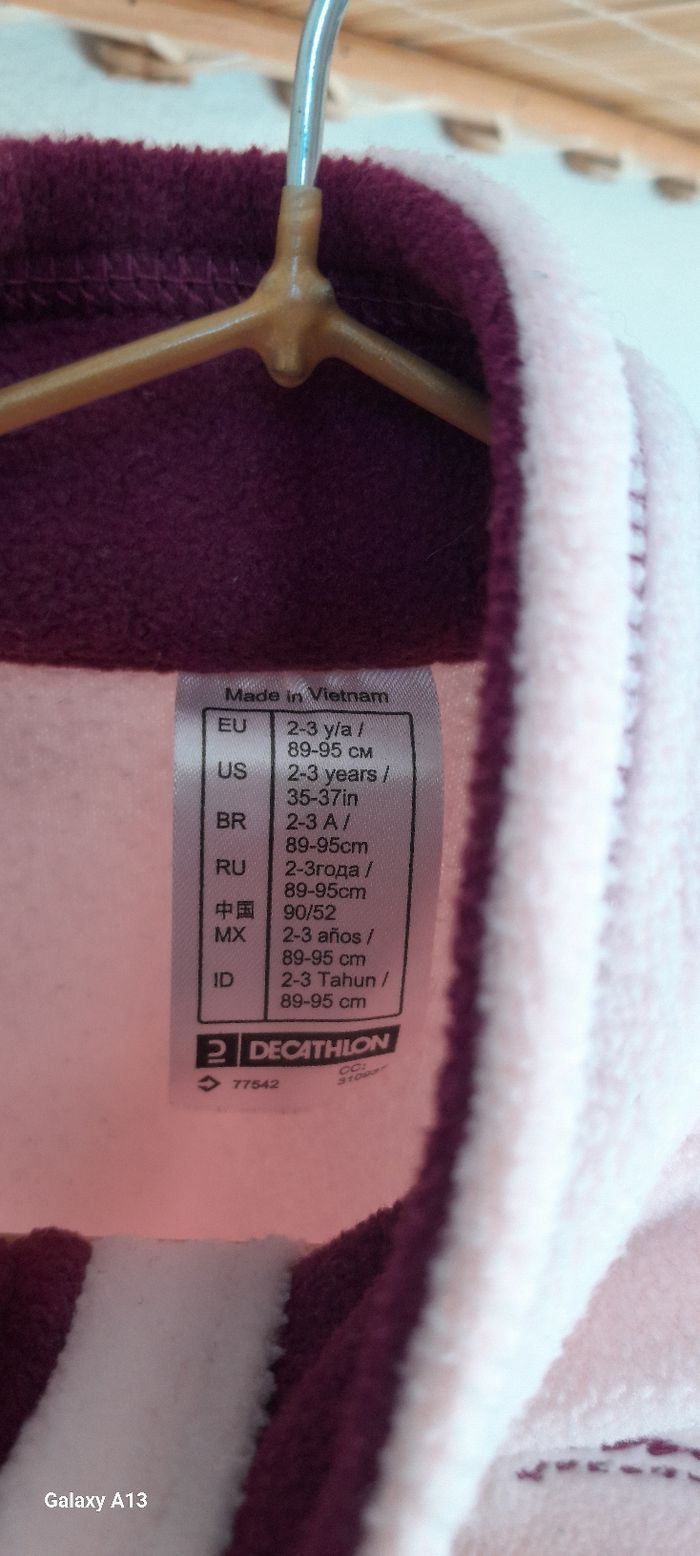 Made in Vietnam
EU 2-3 y/a /
89-95 см
US 2-3 years /
35-37in
BR 2-3 A /
89-95cm
RU 2-3года /
89-95cm
中国 90/52
MX 2-3 años /
89-95 cm
ID 2-3 Tahun /
89-95 cm
DECATHLON
77542
CC:
Galaxy A13